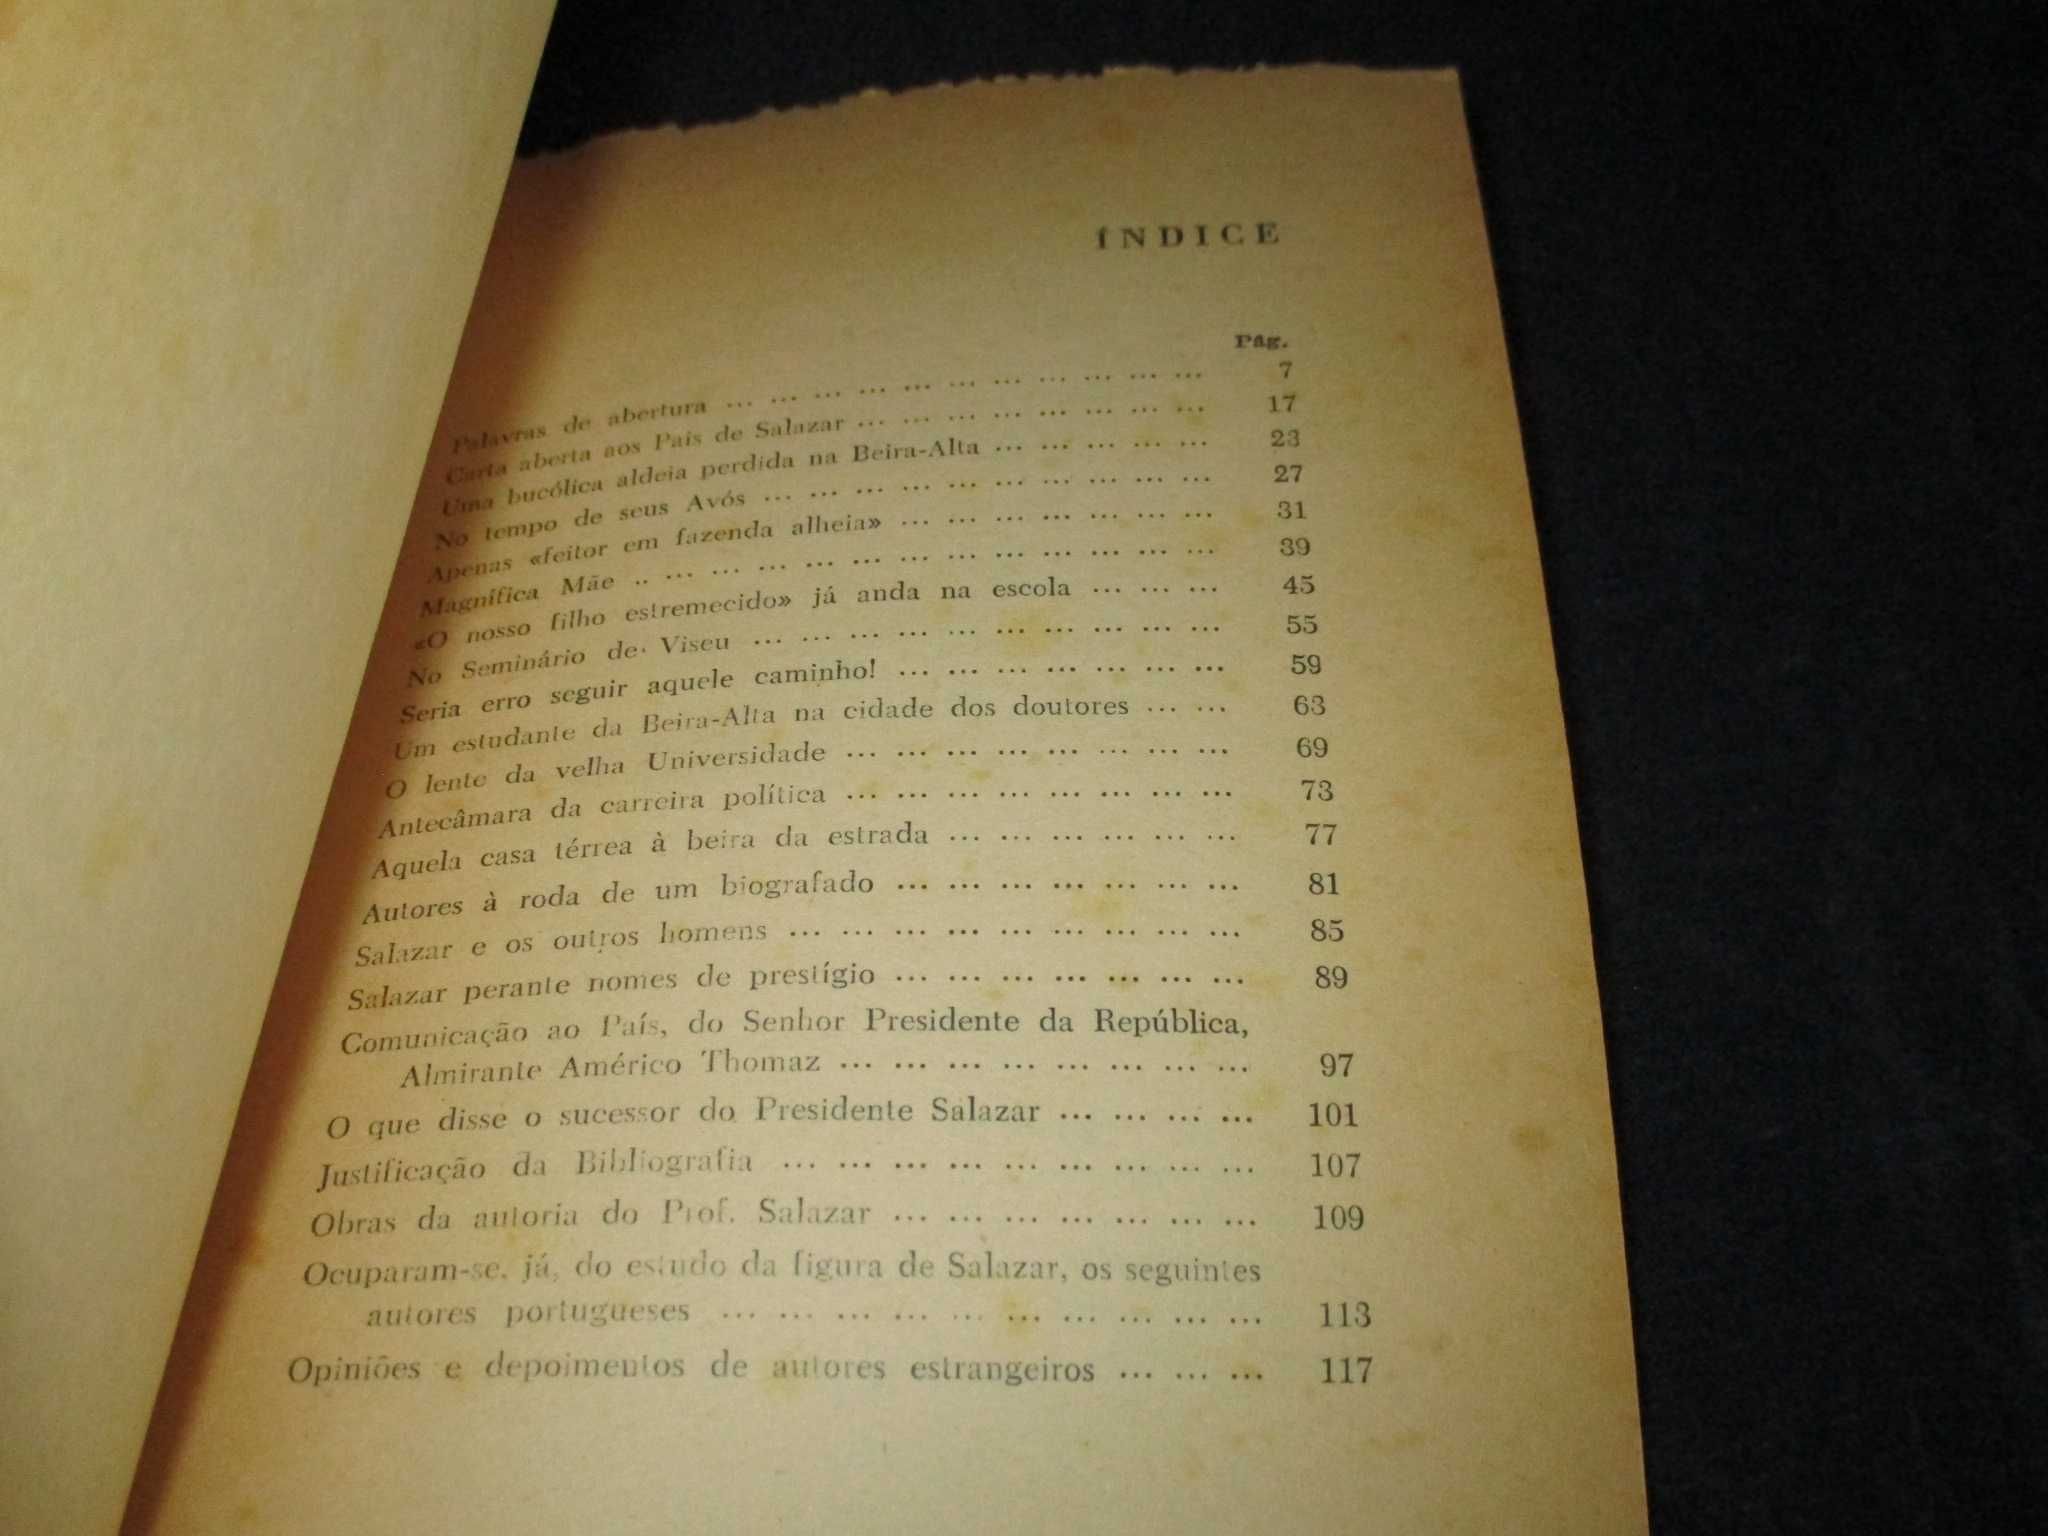 ÍNDICE
Pág.
Palavras de abertura ... ... ... ... ... ... ... ... ... ... ... 7
Carta aberta aos Pais de Salazar ... ... ... ... ... ... ... ... 17
Uma bucólica aldeia perdida na Beira-Alta ... ... ... ... ... 23
No tempo de seus Avós ... ... ... ... ... ... ... ... ... ... 27
Apenas «feitor em fazenda alheia» ... ... ... ... ... ... ... 31
Magnífica Mãe .. ... ... ... ... ... ... ... ... ... ... ... ... 39
«O nosso filho estremecido» já anda na escola ... ... ... 45
No Seminário de Viseu ... ... ... ... ... ... ... ... ... ... 55
Seria erro seguir aquele caminho! ... ... ... ... ... ... ... 59
Um estudante da Beira-Alta na cidade dos doutores ... ... 63
O lente da velha Universidade ... ... ... ... ... ... ... ... 69
Antecâmara da carreira política ... ... ... ... ... ... ... ... 73
Aquela casa térrea à beira da estrada ... ... ... ... ... ... 77
Autores à roda de um biografado ... ... ... ... ... ... ... 81
Salazar e os outros homens ... ... ... ... ... ... ... ... ... 85
Salazar perante nomes de prestígio ... ... ... ... ... ... ... 89
Comunicação ao País, do Senhor Presidente da República,
Almirante Américo Thomaz ... ... ... ... ... ... ... ... 97
O que disse o sucessor do Presidente Salazar ... ... ... ... 101
Justificação da Bibliografia ... ... ... ... ... ... ... ... ... 107
Obras da autoria do Prof. Salazar ... ... ... ... ... ... ... 109
Ocuparam-se, já, do estudo da figura de Salazar, os seguintes
autores portugueses ... ... ... ... ... ... ... ... ... ... 113
Opiniões e depoimentos de autores estrangeiros ... ... ... 117